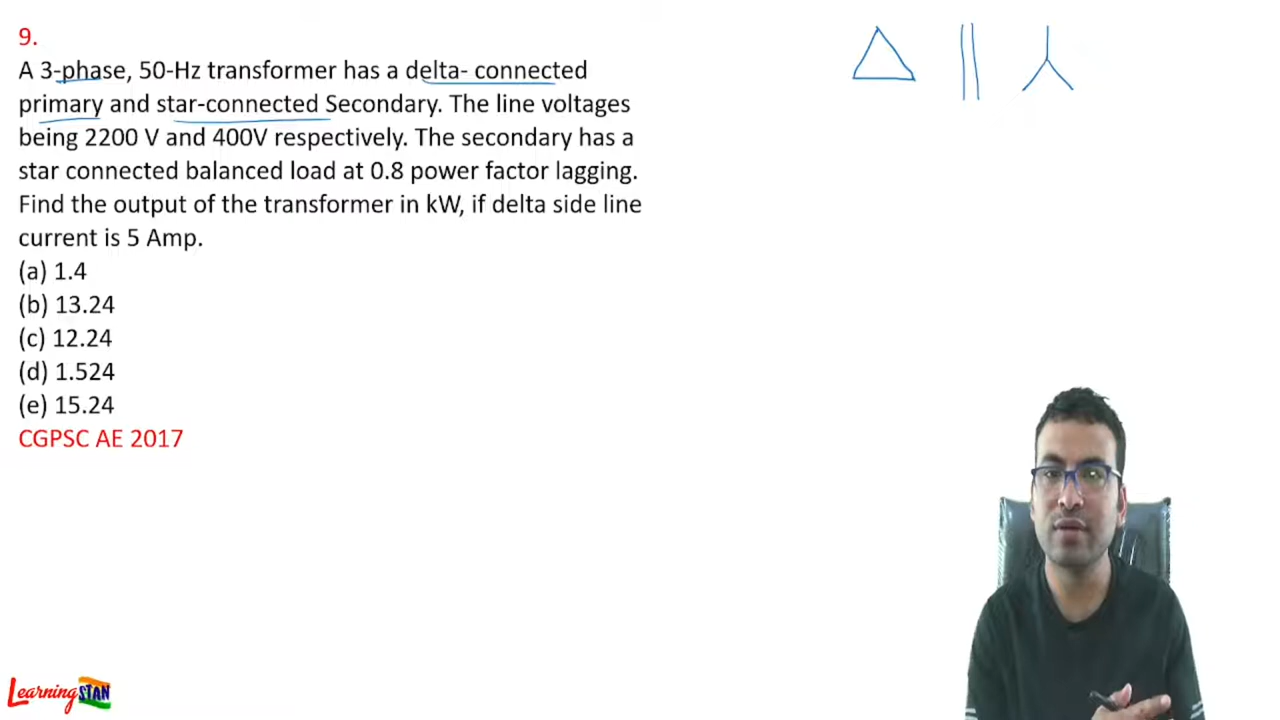 9.
A 3-phase, 50-Hz transformer has a delta- connected
primary and star-connected Secondary. The line voltages
being 2200 V and 400V respectively. The secondary has a
star connected balanced load at 0.8 power factor lagging.
Find the output of the transformer in kW, if delta side line
current is 5 Amp.
(a) 1.4
(b) 13.24
(c) 12.24
(d) 1.524
(e) 15.24
CGPSC AE 2017
Learning STAN